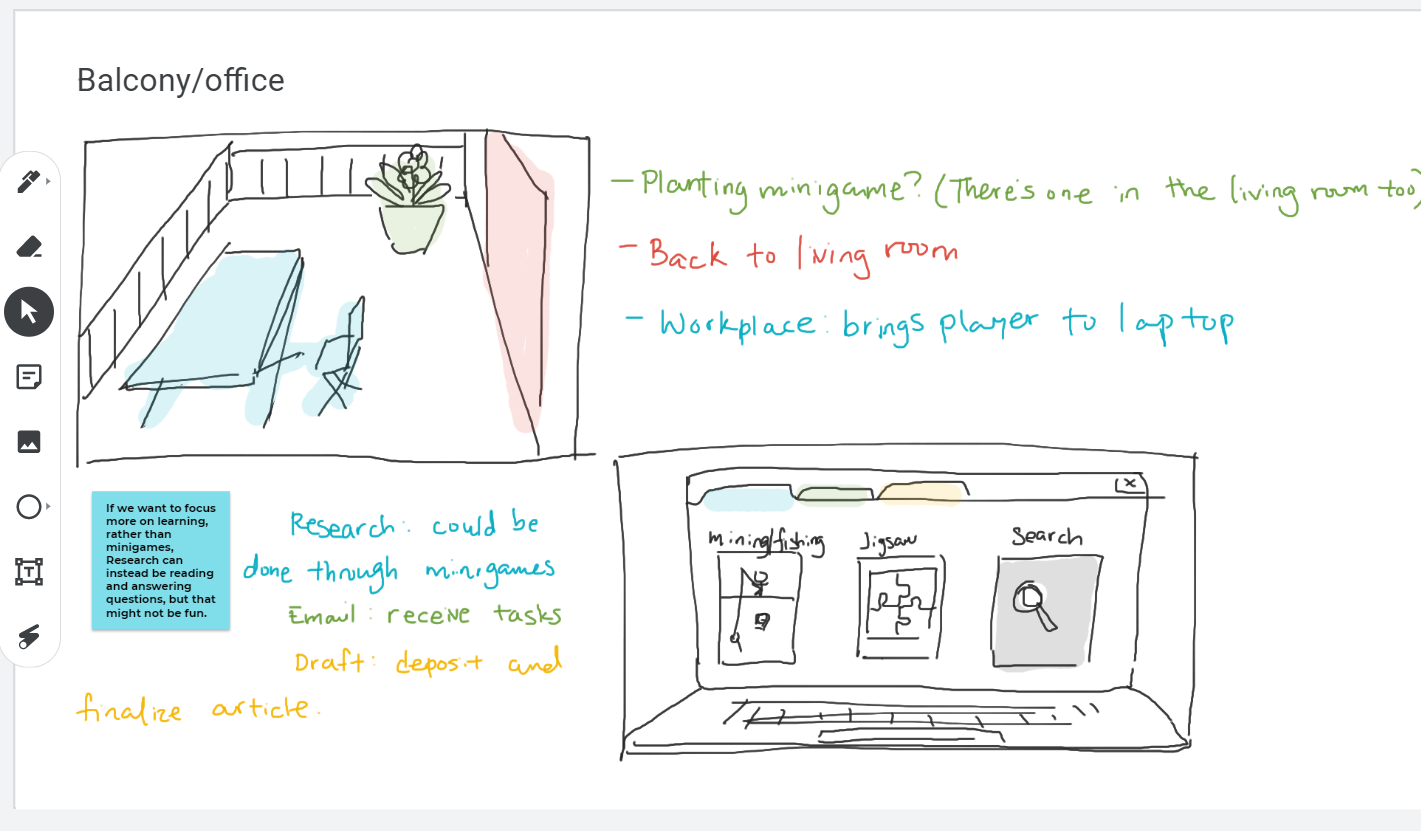 Balcony/office
- Planting minigame? (There's one in the living room too)
- Back to living room
- Workplace: brings player to laptop
If we want to focus
more on learning,
rather than
minigames,
Research can
instead be reading
and answering
questions, but that
might not be fun.
Research: could be
done through minigames
Email: receive tasks
Draft: deposit and
finalize article.
mining/fishing
Jigsaw
Search
x
T